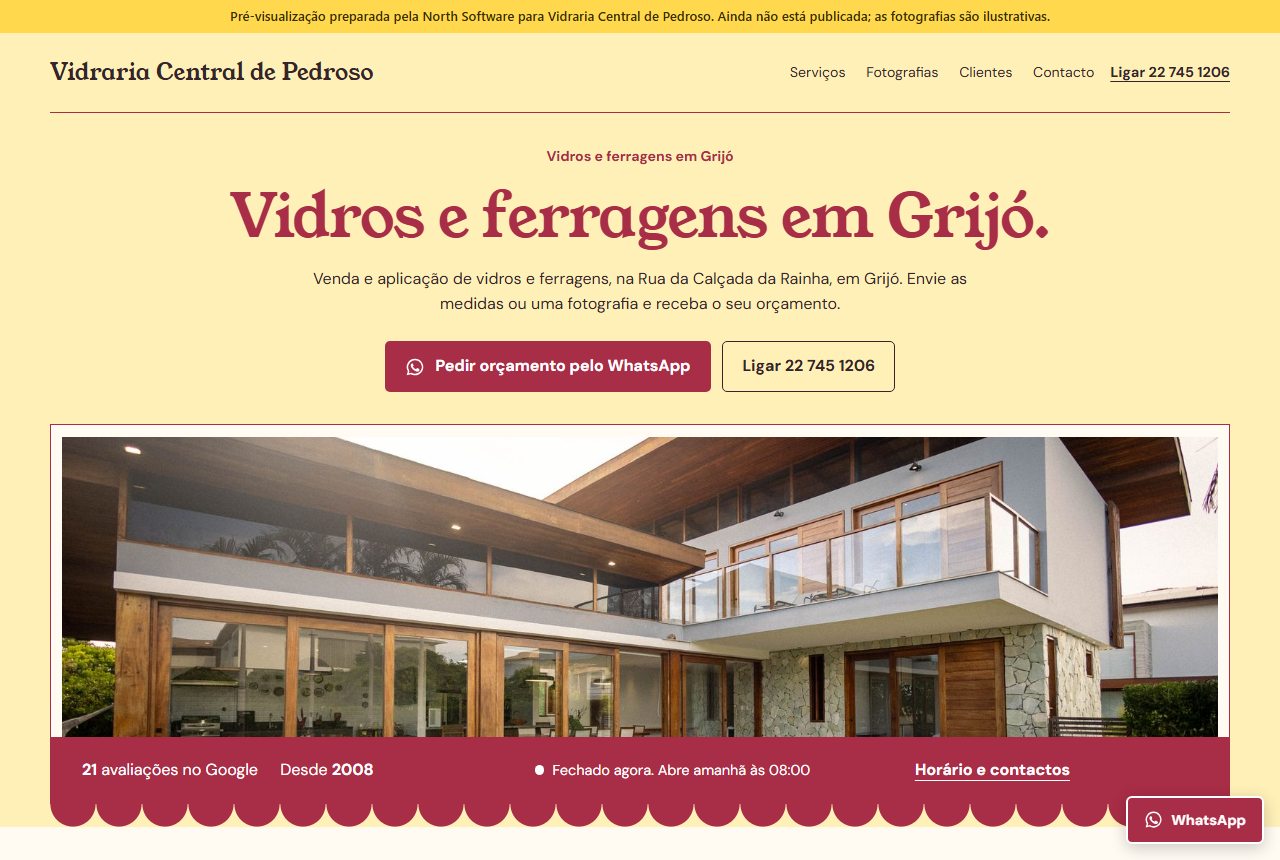 Pré-visualização preparada pela North Software para Vidraria Central de Pedroso. Ainda não está publicada; as fotografias são ilustrativas.
Vidraria Central de Pedroso
Serviços Fotografias Clientes Contacto Ligar 22 745 1206
Vidros e ferragens em Grijó
Vidros e ferragens em Grijó.
Venda e aplicação de vidros e ferragens, na Rua da Calçada da Rainha, em Grijó. Envie as
medidas ou uma fotografia e receba o seu orçamento.
Pedir orçamento pelo WhatsApp Ligar 22 745 1206
21 avaliações no Google Desde 2008 Fechado agora. Abre amanhã às 08:00 Horário e contactos
WhatsApp